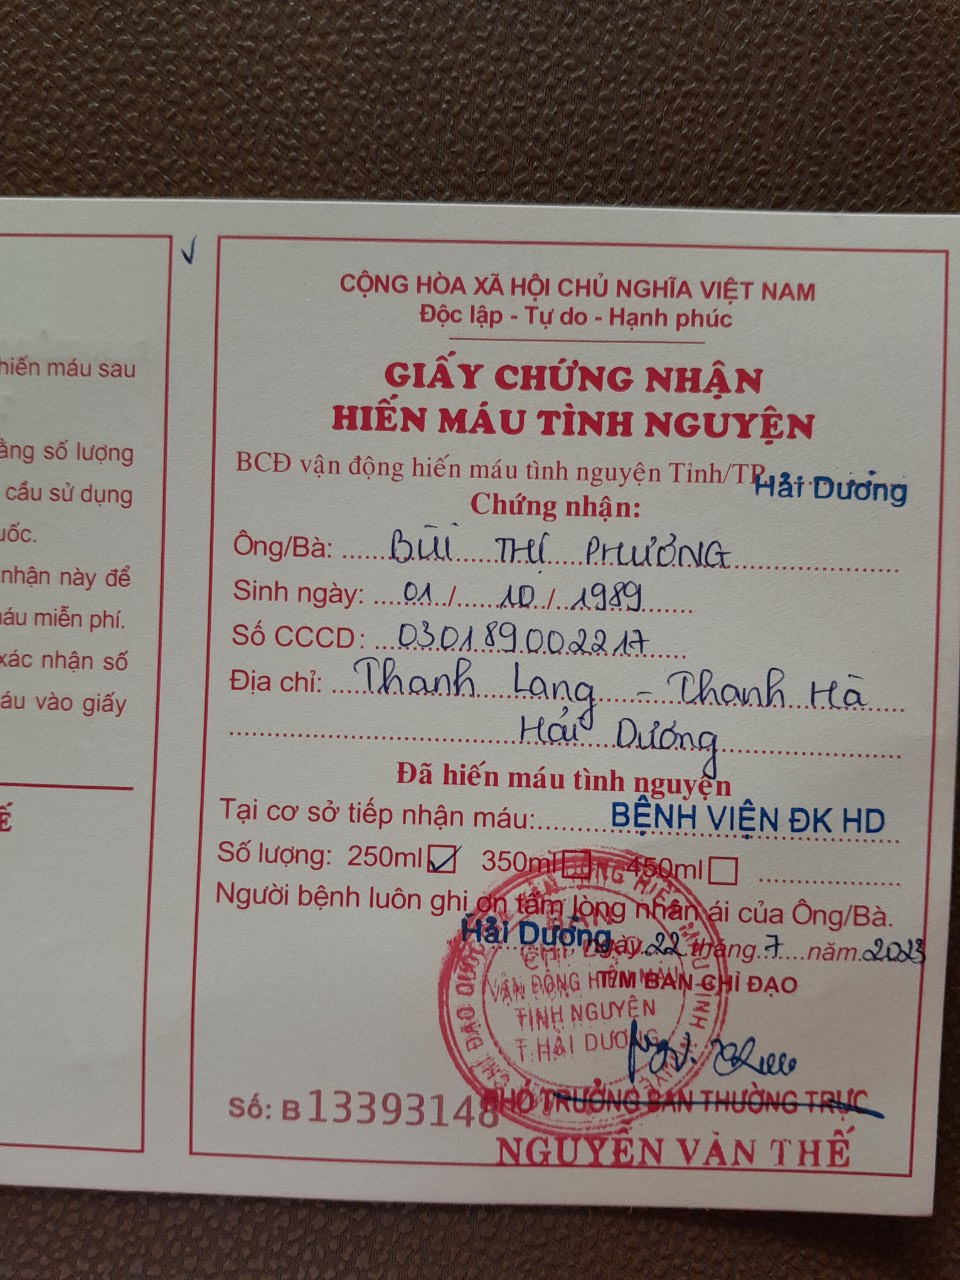 hiến máu sau
ằng số lượng
cầu sử dụng
uốc.
nhận này để
áu miễn phí.
xác nhận số
áu vào giấy
Ế
CỘNG HÒA XÃ HỘI CHỦ NGHĨA VIỆT NAM
Độc lập - Tự do - Hạnh phúc
GIẤY CHỨNG NHẬN
HIẾN MÁU TÌNH NGUYỆN
BCĐ vận động hiến máu tình nguyện Tỉnh/TP. Hải Dương
Chứng nhận:
Ông/Bà: BÙI THỊ PHƯƠNG
Sinh ngày: 01 / 10 / 1989
Số CCCD: 030189002217
Địa chỉ: Thanh Lang - Thanh Hà
Hải Dương
Đã hiến máu tình nguyện
Tại cơ sở tiếp nhận máu: BỆNH VIỆN ĐK HD
Số lượng: 250ml 350ml 450ml
Người bệnh luôn ghi ơn tấm lòng nhân ái của Ông/Bà.
Hải Dương, ngày 22 tháng 7 năm 2023
T/M BAN CHỈ ĐẠO
VẬN ĐỘNG HIẾN MÁU
TÌNH NGUYỆN
T.HẢI DƯƠNG
PHÓ TRƯỞNG BAN THƯỜNG TRỰC
Số: B 13393148
NGUYỄN VĂN THẾ